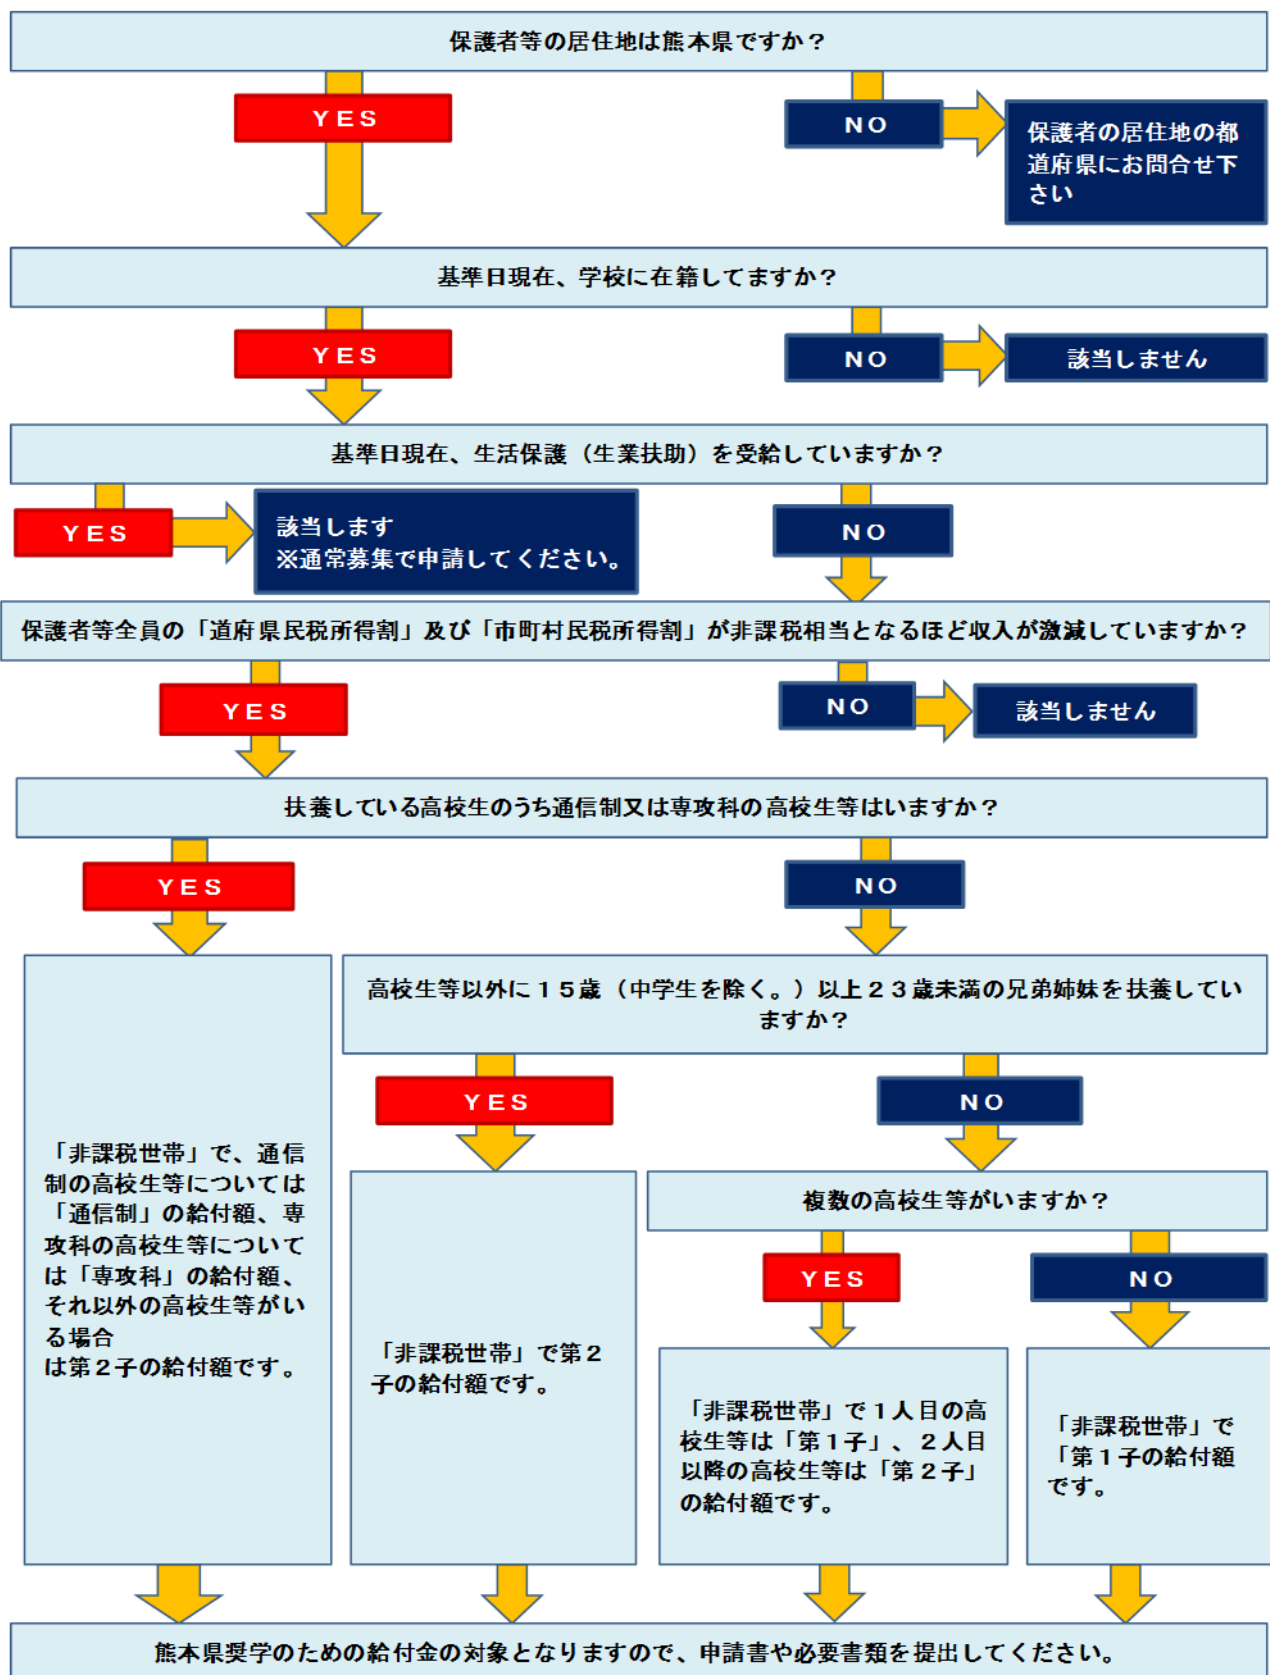 保護者等の居住地は熊本県ですか？
ＹＥＳ
ＮＯ
保護者の居住地の都
道府県にお問合せ下
さい
基準日現在、学校に在籍してますか？
ＹＥＳ
ＮＯ
該当しません
基準日現在、生活保護（生業扶助）を受給していますか？
ＹＥＳ
該当します
※通常募集で申請してください。
ＮＯ
保護者等全員の「道府県民税所得割」及び「市町村民税所得割」が非課税相当となるほど収入が激減していますか？
ＹＥＳ
ＮＯ
該当しません
扶養している高校生のうち通信制又は専攻科の高校生等はいますか？
ＹＥＳ
ＮＯ
高校生等以外に１５歳（中学生を除く。）以上２３歳未満の兄弟姉妹を扶養してい
ますか？
ＹＥＳ
ＮＯ
「非課税世帯」で、通信
制の高校生等については
「通信制」の給付額、専
攻科の高校生等について
は「専攻科」の給付額、
それ以外の高校生等がい
る場合
は第２子の給付額です。
複数の高校生等がいますか？
ＹＥＳ
ＮＯ
「非課税世帯」で第２
子の給付額です。
「非課税世帯」で１人目の高
校生等は「第１子」、２人目
以降の高校生等は「第２子」
の給付額です。
「非課税世帯」で
「第１子の給付額
です。
熊本県奨学のための給付金の対象となりますので、申請書や必要書類を提出してください。